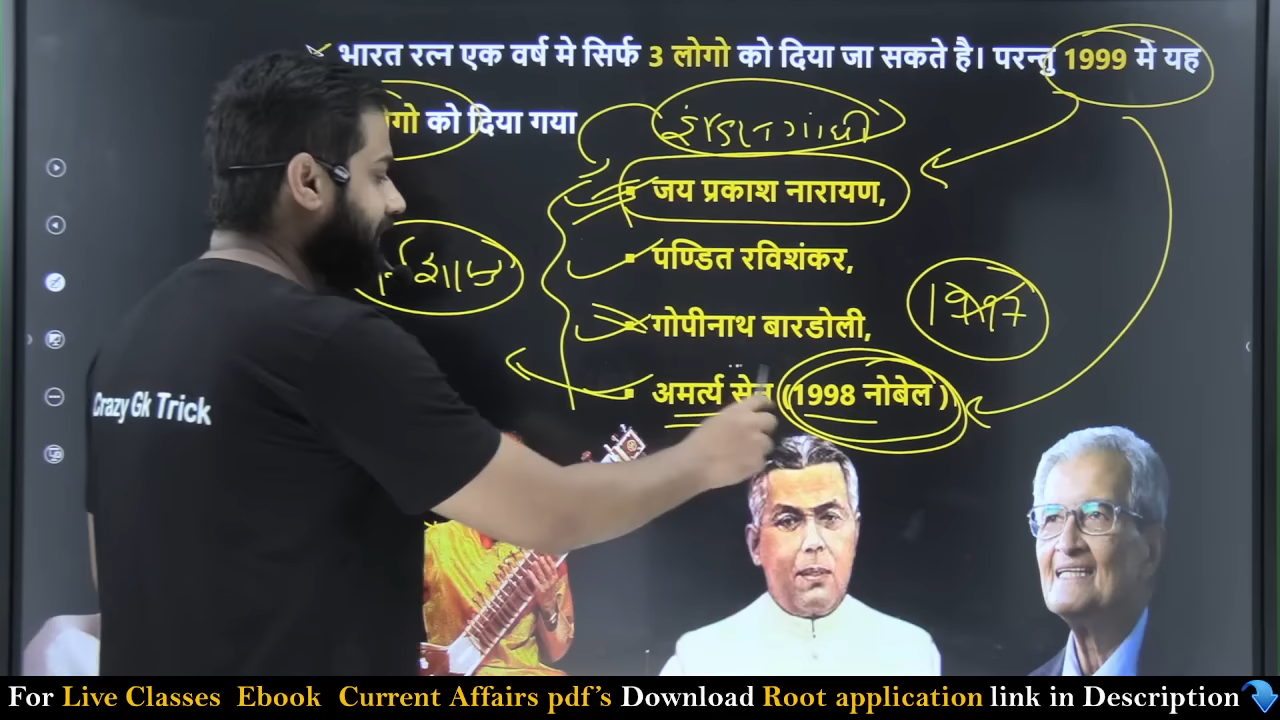 भारत रत्न एक वर्ष मे सिर्फ 3 लोगो को दिया जा सकते है। परन्तु 1999 में यह
गो को दिया गया
जय प्रकाश नारायण,
पण्डित रविशंकर,
1997
गोपीनाथ बारडोली,
अमर्त्य सेन (1998 नोबेल ),
Crazy Gk Trick
For Live Classes Ebook Current Affairs pdf's Download Root application link in Description